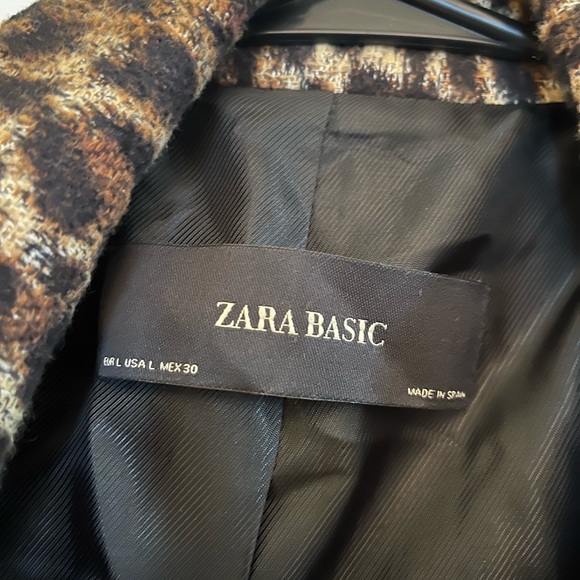 ZARA BASIC
EUR L USA L MEX 30
MADE IN SPAIN